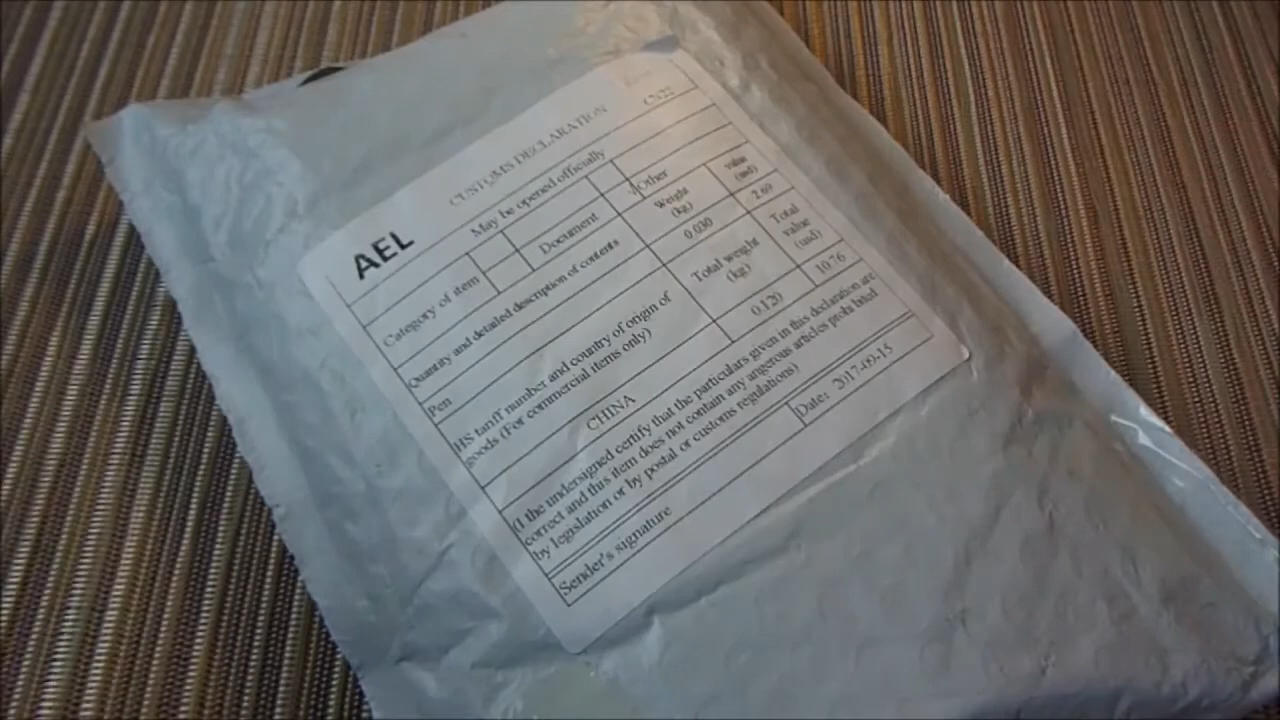 CUSTOMS DECLARATION
CN22
AEL
May be opened officially
Category of item
Document
√ Other
Quantity and detailed description of contents
Weight (kg)
value (usd)
Pen
0.030
2.69
HS tariff number and country of origin of
goods (For commercial items only)
Total weight (kg)
Total value (usd)
CHINA
0.120
10.76
(I the undersigned certify that the particulars given in this declaration are
correct and this item does not contain any angerous articles prohi bried
by legislation or by postal or customs regulations)
Sender's signature
Date: 2017-09-15